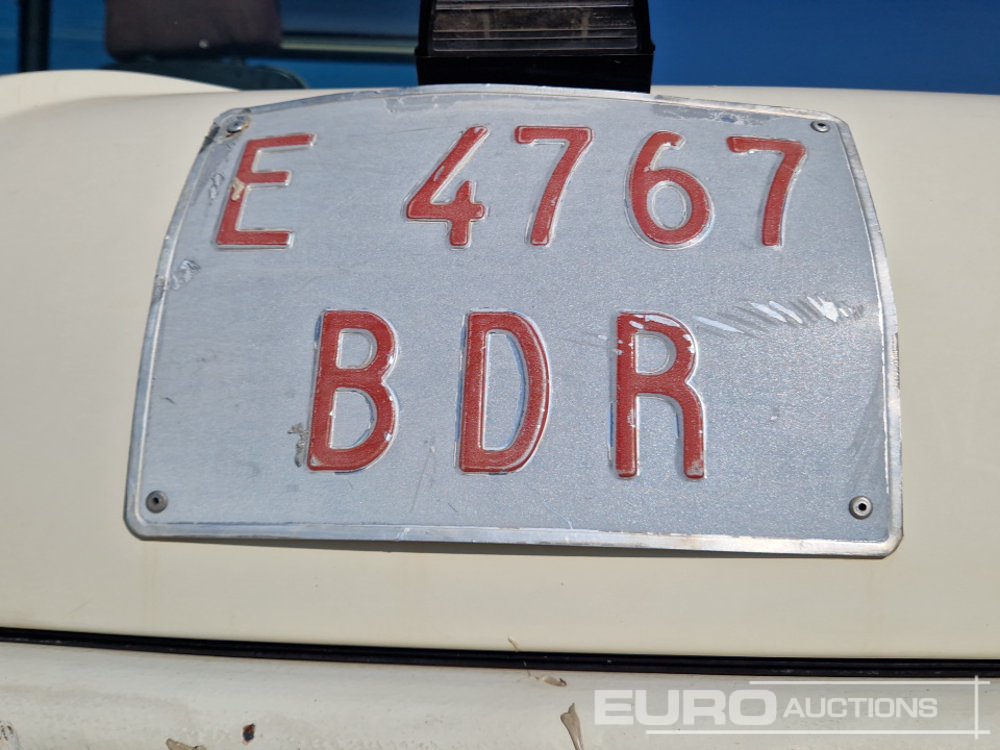 E 4767
BDR
EURO AUCTIONS